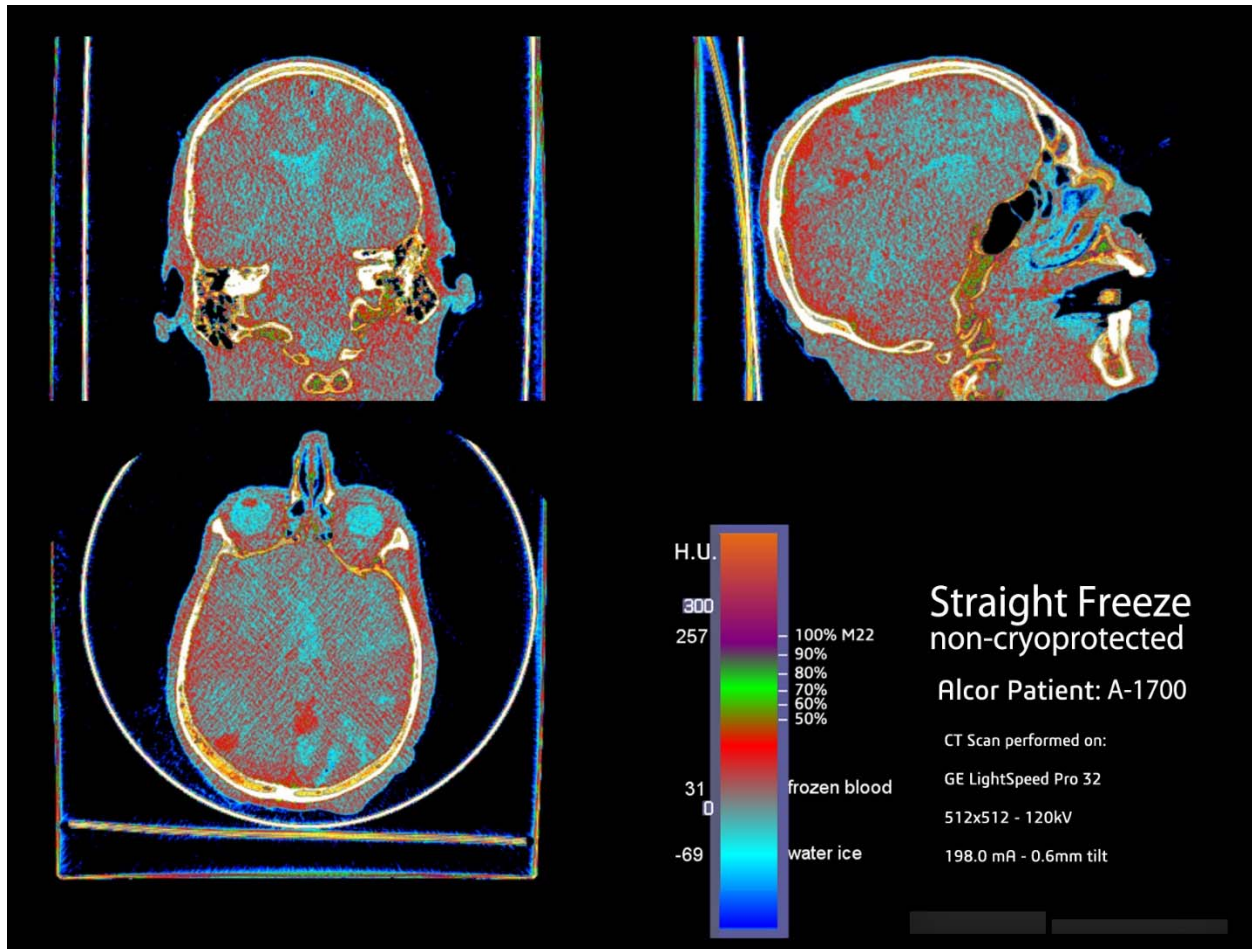 H.U.
300
257
31
0
-69
100% M22
90%
80%
70%
60%
50%
frozen blood
water ice
Straight Freeze
non-cryoprotected
Alcor Patient: A-1700
CT Scan performed on:
GE LightSpeed Pro 32
512x512 - 120kV
198.0 mA - 0.6mm tilt